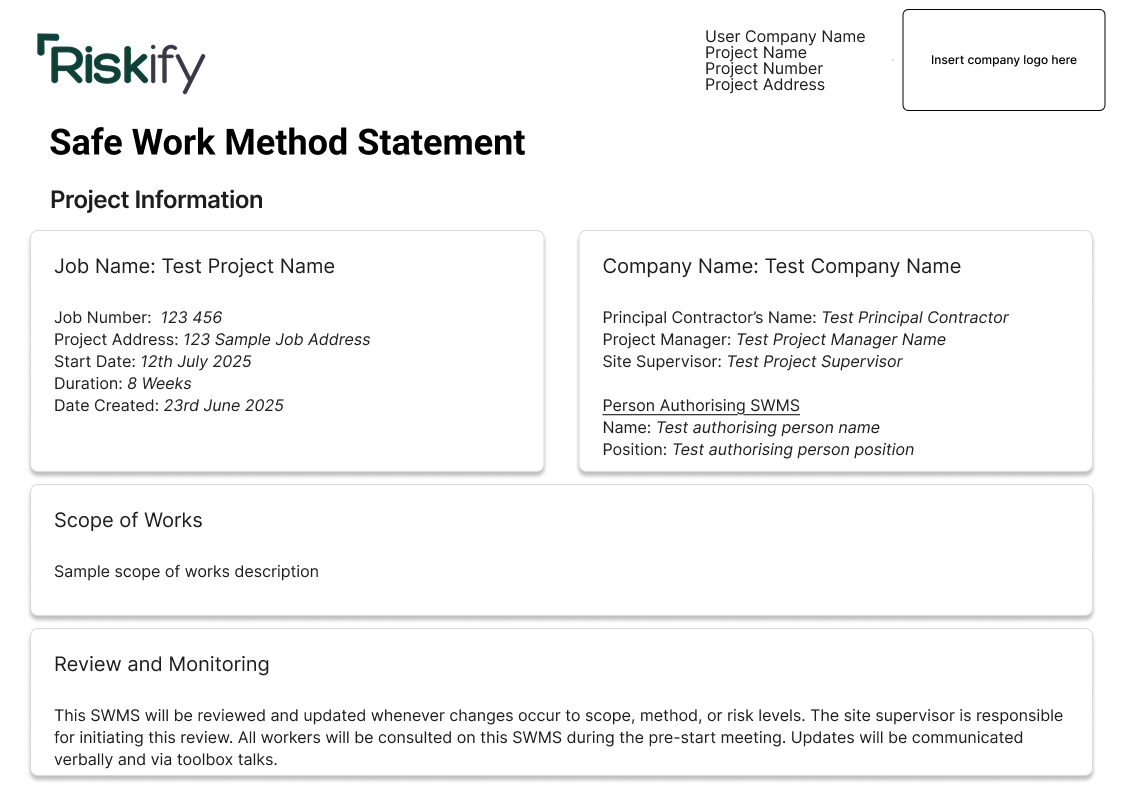 Riskify
User Company Name
Project Name
Project Number
Project Address
Insert company logo here
Safe Work Method Statement
Project Information
Job Name: Test Project Name
Job Number: 123 456
Project Address: 123 Sample Job Address
Start Date: 12th July 2025
Duration: 8 Weeks
Date Created: 23rd June 2025
Company Name: Test Company Name
Principal Contractor’s Name: Test Principal Contractor
Project Manager: Test Project Manager Name
Site Supervisor: Test Project Supervisor
Person Authorising SWMS
Name: Test authorising person name
Position: Test authorising person position
Scope of Works
Sample scope of works description
Review and Monitoring
This SWMS will be reviewed and updated whenever changes occur to scope, method, or risk levels. The site supervisor is responsible
for initiating this review. All workers will be consulted on this SWMS during the pre-start meeting. Updates will be communicated
verbally and via toolbox talks.